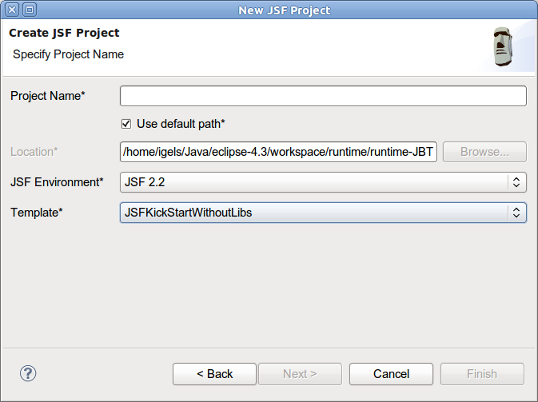 New JSF Project
Create JSF Project
Specify Project Name
Project Name*
Use default path*
Location* /home/igels/Java/eclipse-4.3/workspace/runtime/runtime-JBT Browse...
JSF Environment* JSF 2.2
Template* JSFKickStartWithoutLibs
? < Back Next > Cancel Finish